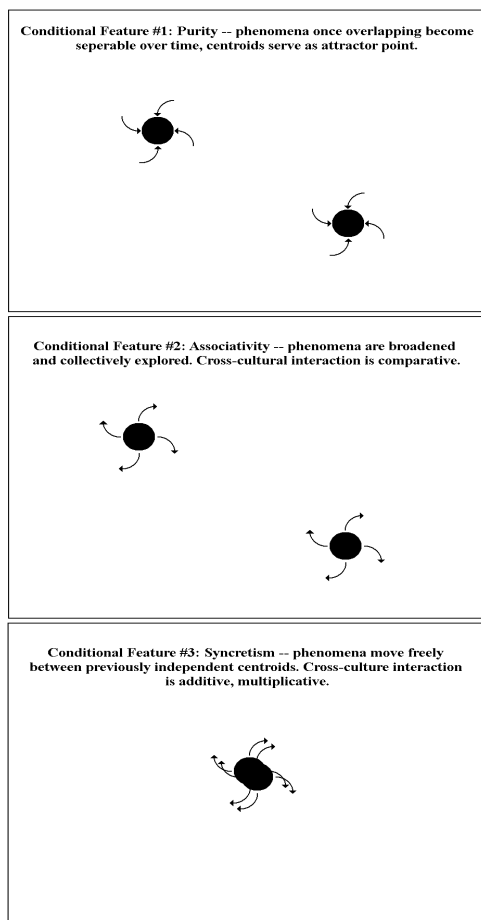 Conditional Feature #1: Purity -- phenomena once overlapping become
seperable over time, centroids serve as attractor point.
Conditional Feature #2: Associativity -- phenomena are broadened
and collectively explored. Cross-cultural interaction is comparative.
Conditional Feature #3: Syncretism -- phenomena move freely
between previously independent centroids. Cross-culture interaction
is additive, multiplicative.